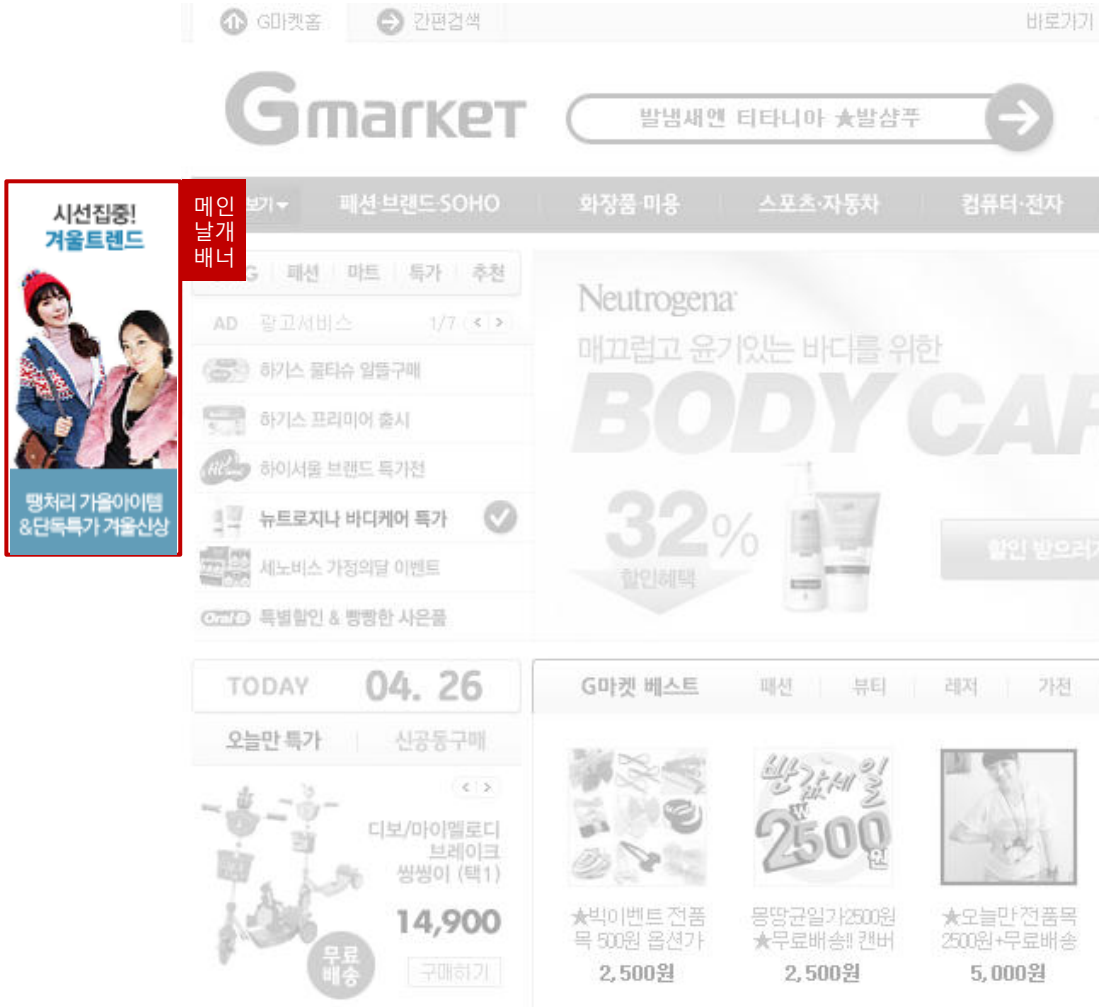 G마켓홈
간편검색
바로가기
Gmarket
발냄새엔 티타니아 ★발샴푸
시선집중!
겨울트렌드
땡처리 가을아이템
&단독특가 겨울신상
메인
날개
배너
보기
패션·브랜드·SOHO
화장품·미용
스포츠·자동차
컴퓨터·전자
G
패션
마트
특가
추천
AD 광고서비스 1/7 < >
하기스 물티슈 알뜰구매
하기스 프리미어 출시
하이서울 브랜드 특가전
뉴트로지나 바디케어 특가
세노비스 가정의달 이벤트
Oral B 특별할인 & 빵빵한 사은품
Neutrogena
매끄럽고 윤기있는 바디를 위한
BODY CAR
32%
할인혜택
할인 받으러가
TODAY 04. 26
오늘만 특가
신공동구매
< >
디보/마이멜로디
브레이크
씽씽이 (택1)
14,900
무료
배송
구매하기
G마켓 베스트
패션
뷰티
레저
가전
★빅이벤트 전품
목 500원 옵션가
2,500원
반값세일
₩
2500
원
몽땅균일가2500원
★무료배송!! 캔버
2,500원
★오늘만전품목
2500원+무료배송
5,000원